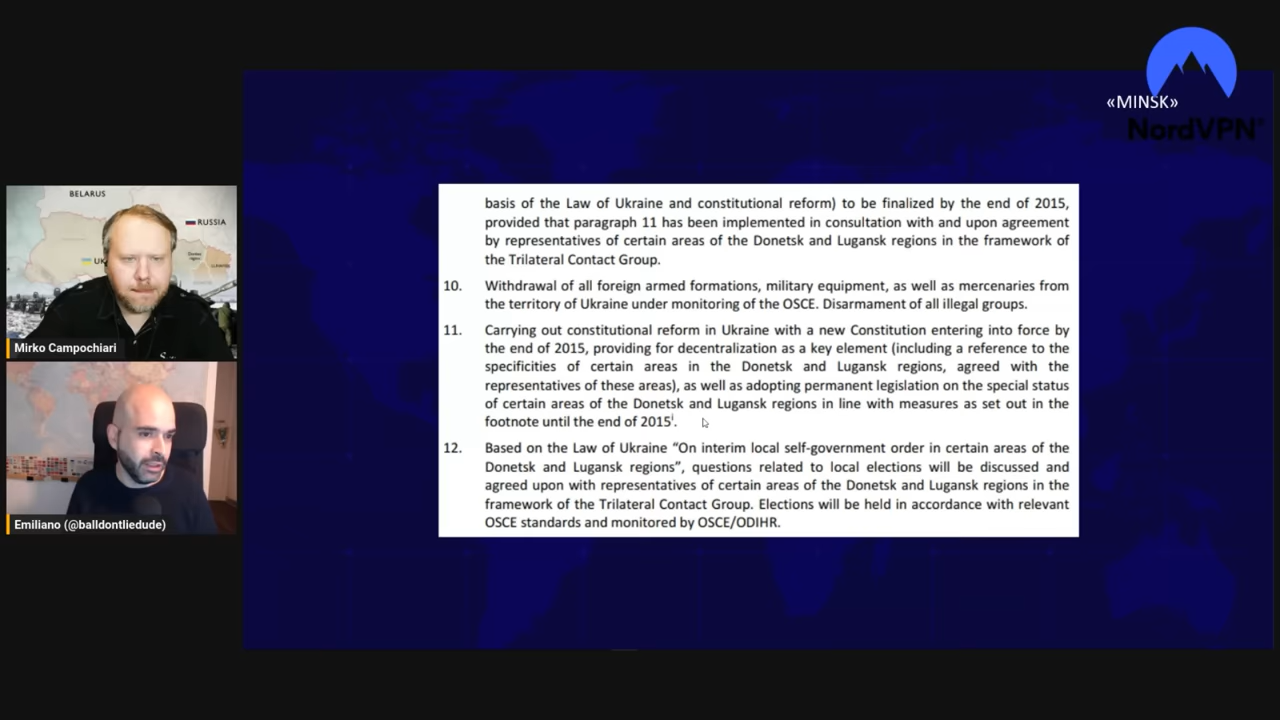 «MINSK»
NordVPN®
BELARUS
RUSSIA
UK
Mirko Campochiari
Emiliano (@balldontliedude)
basis of the Law of Ukraine and constitutional reform) to be finalized by the end of 2015,
provided that paragraph 11 has been implemented in consultation with and upon agreement
by representatives of certain areas of the Donetsk and Lugansk regions in the framework of
the Trilateral Contact Group.
10. Withdrawal of all foreign armed formations, military equipment, as well as mercenaries from
the territory of Ukraine under monitoring of the OSCE. Disarmament of all illegal groups.
11. Carrying out constitutional reform in Ukraine with a new Constitution entering into force by
the end of 2015, providing for decentralization as a key element (including a reference to the
specificities of certain areas in the Donetsk and Lugansk regions, agreed with the
representatives of these areas), as well as adopting permanent legislation on the special status
of certain areas of the Donetsk and Lugansk regions in line with measures as set out in the
footnote until the end of 2015ⁱ.
12. Based on the Law of Ukraine “On interim local self-government order in certain areas of the
Donetsk and Lugansk regions”, questions related to local elections will be discussed and
agreed upon with representatives of certain areas of the Donetsk and Lugansk regions in the
framework of the Trilateral Contact Group. Elections will be held in accordance with relevant
OSCE standards and monitored by OSCE/ODIHR.